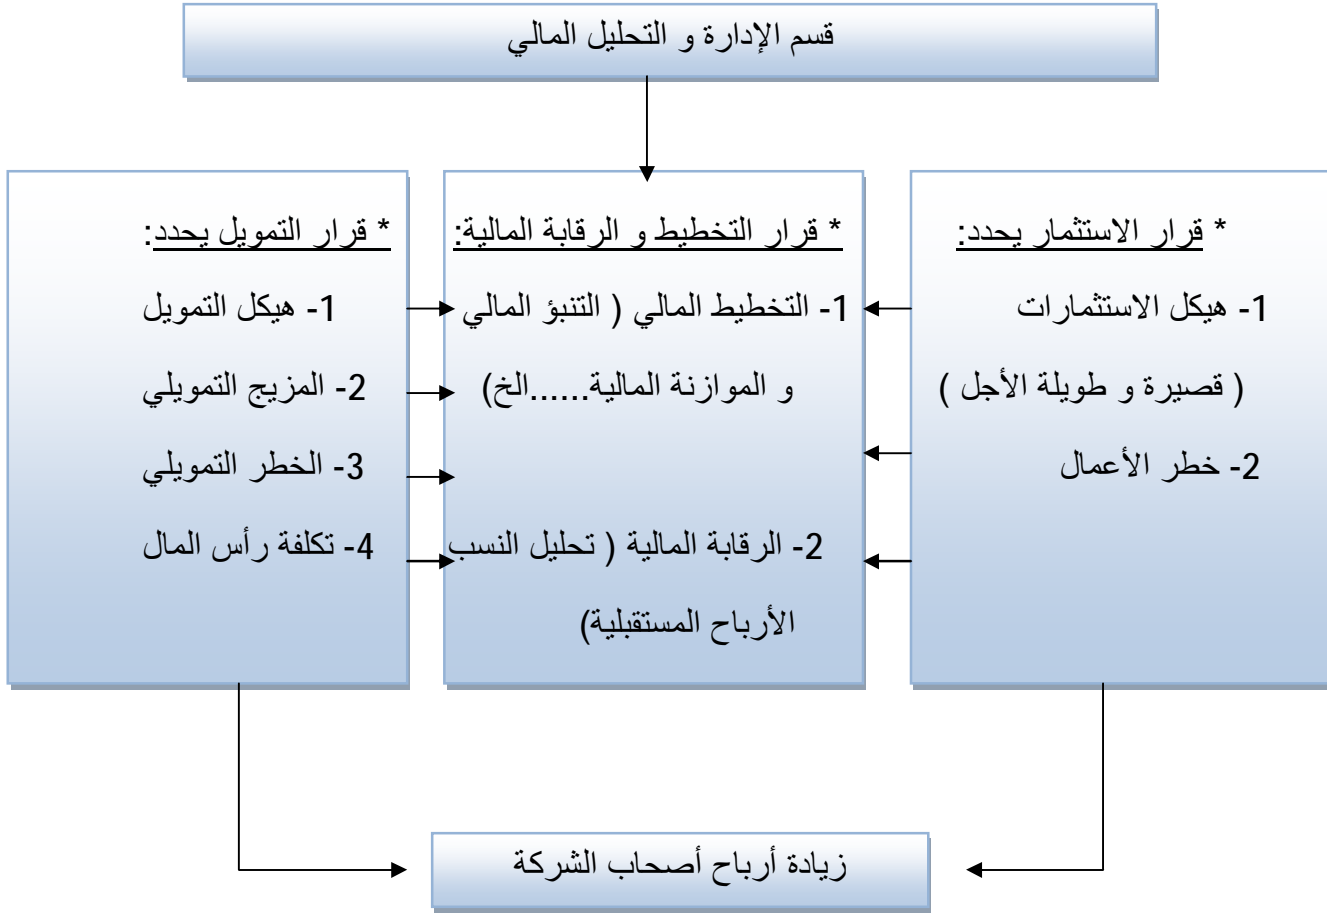 قسم الإدارة و التحليل المالي
* قرار الاستثمار يحدد:
1- هيكل الاستثمارات
( قصيرة و طويلة الأجل )
2- خطر الأعمال
* قرار التخطيط و الرقابة المالية:
1- التخطيط المالي ( التنبؤ المالي
و الموازنة المالية......الخ)
2- الرقابة المالية ( تحليل النسب
الأرباح المستقبلية)
* قرار التمويل يحدد:
1- هيكل التمويل
2- المزيج التمويلي
3- الخطر التمويلي
4- تكلفة رأس المال
زيادة أرباح أصحاب الشركة